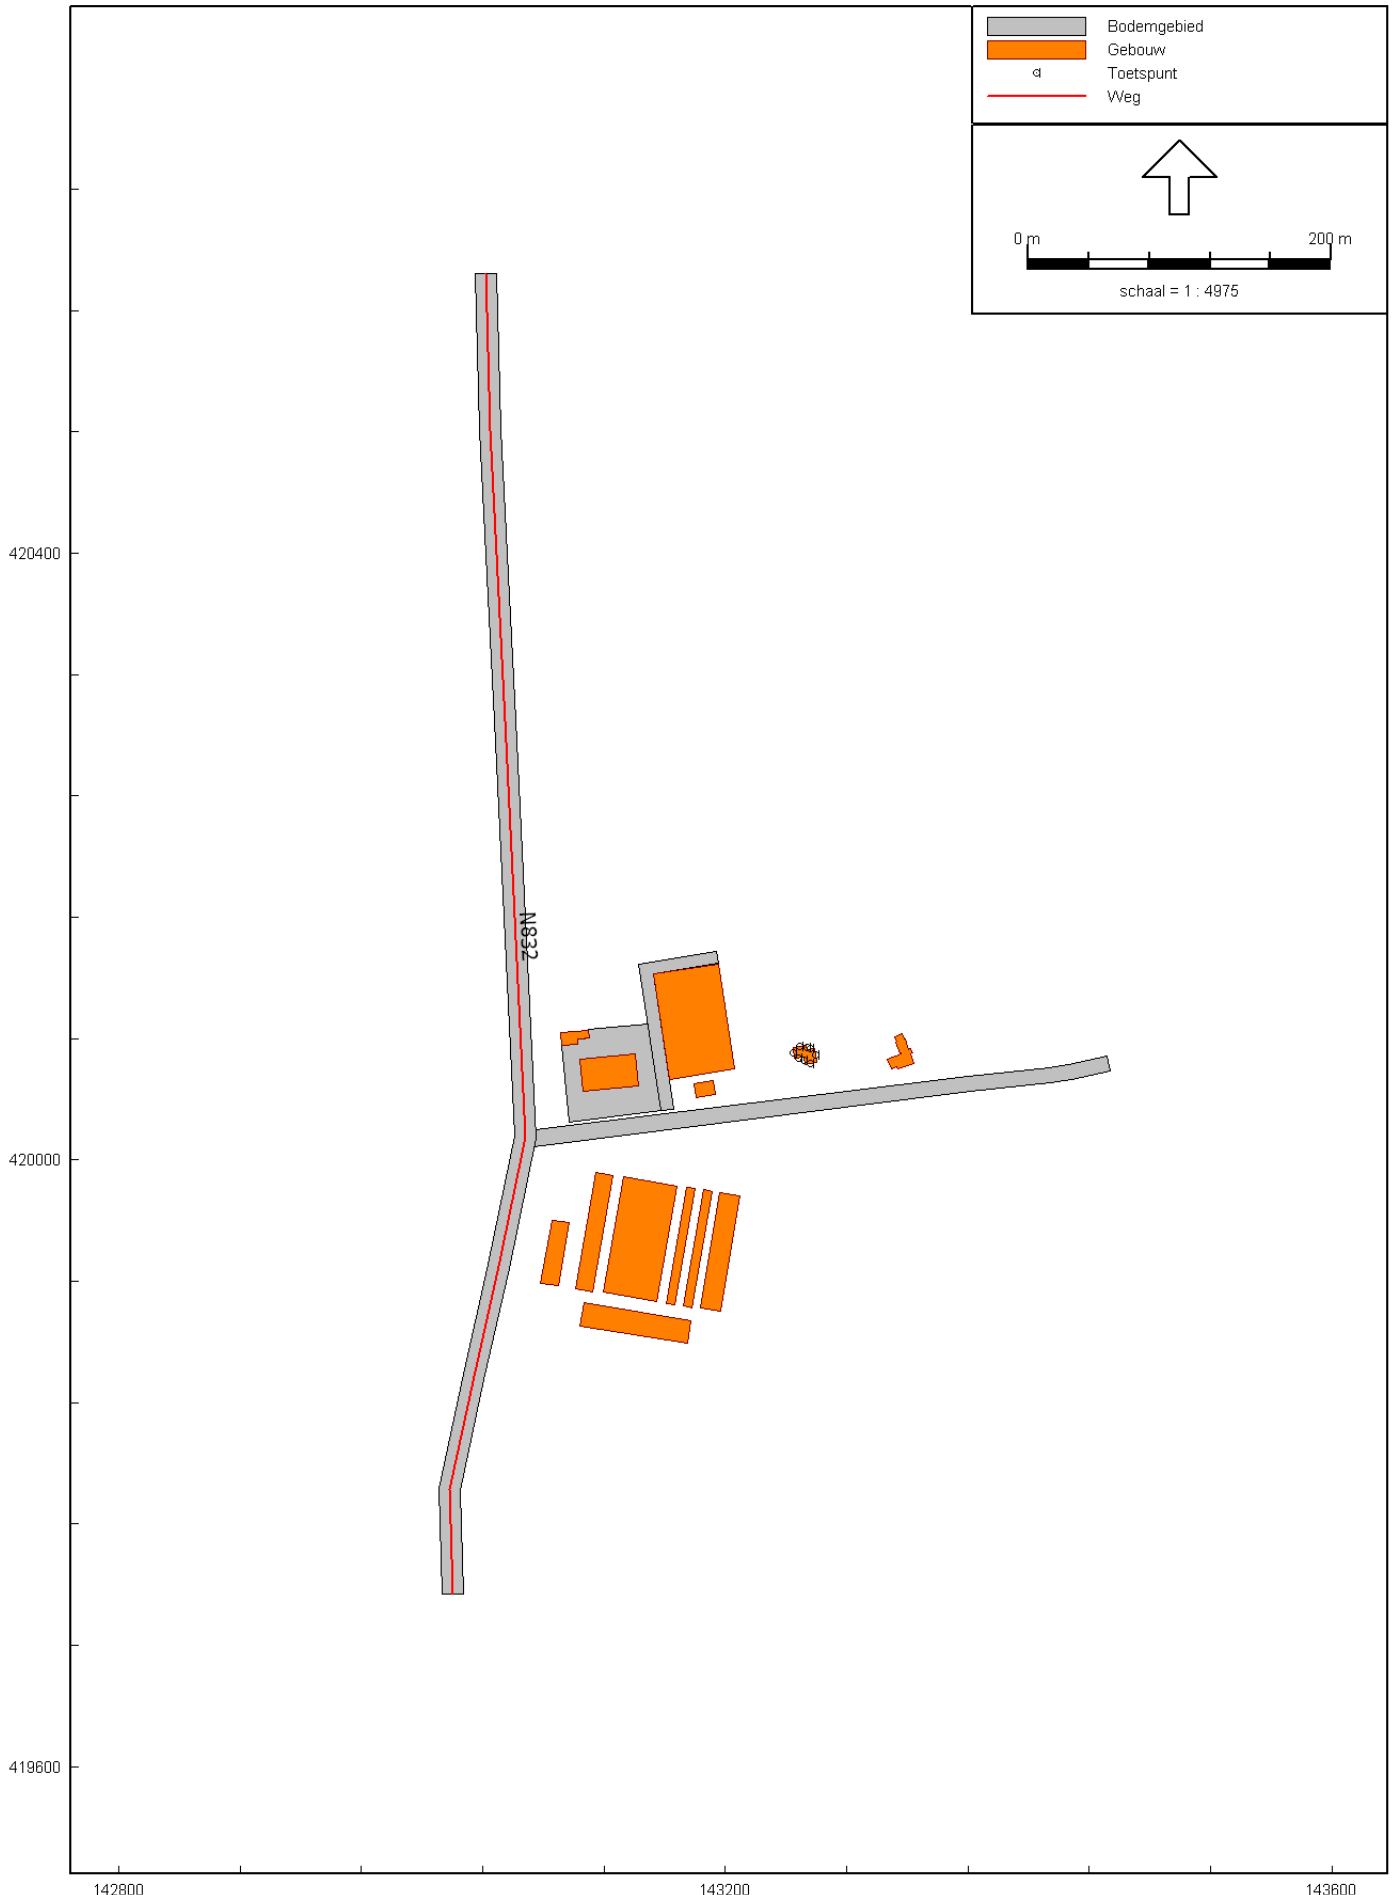 Bodemgebied
Gebouw
Toetspunt
Weg
0 m 200 m
schaal = 1 : 4975
420400
N832
420000
419600
142800 143200 143600